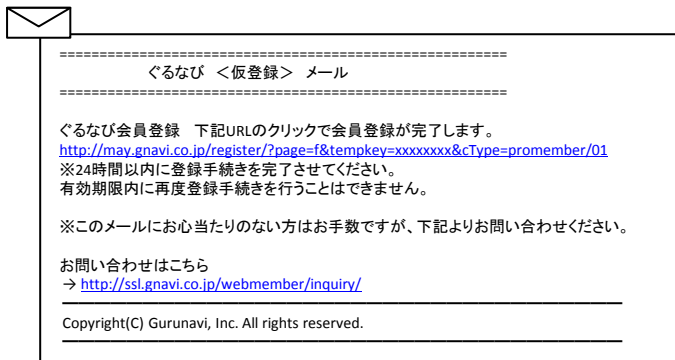 ========================================================
ぐるなび ＜仮登録＞ メール
========================================================
ぐるなび会員登録　下記URLのクリックで会員登録が完了します。
http://may.gnavi.co.jp/register/?page=f&tempkey=xxxxxxxx&cType=promember/01
※24時間以内に登録手続きを完了させてください。
有効期限内に再度登録手続きを行うことはできません。
※このメールにお心当たりのない方はお手数ですが、下記よりお問い合わせください。
お問い合わせはこちら
→ http://ssl.gnavi.co.jp/webmember/inquiry/
Copyright(C) Gurunavi, Inc. All rights reserved.